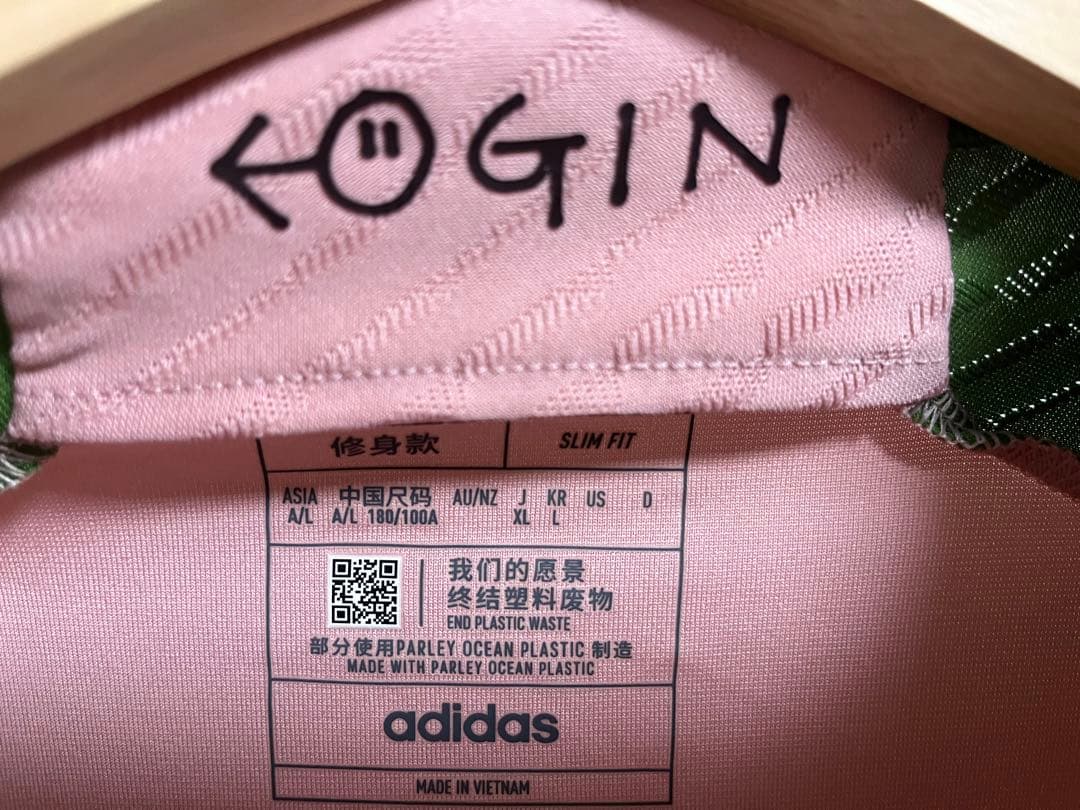 GIN
修身款 SLIM FIT
ASIA 中国尺码 AU/NZ J KR US D
A/L A/L 180/100A XL L
我们的愿景
终结塑料废物
END PLASTIC WASTE
部分使用PARLEY OCEAN PLASTIC 制造
MADE WITH PARLEY OCEAN PLASTIC
adidas
MADE IN VIETNAM